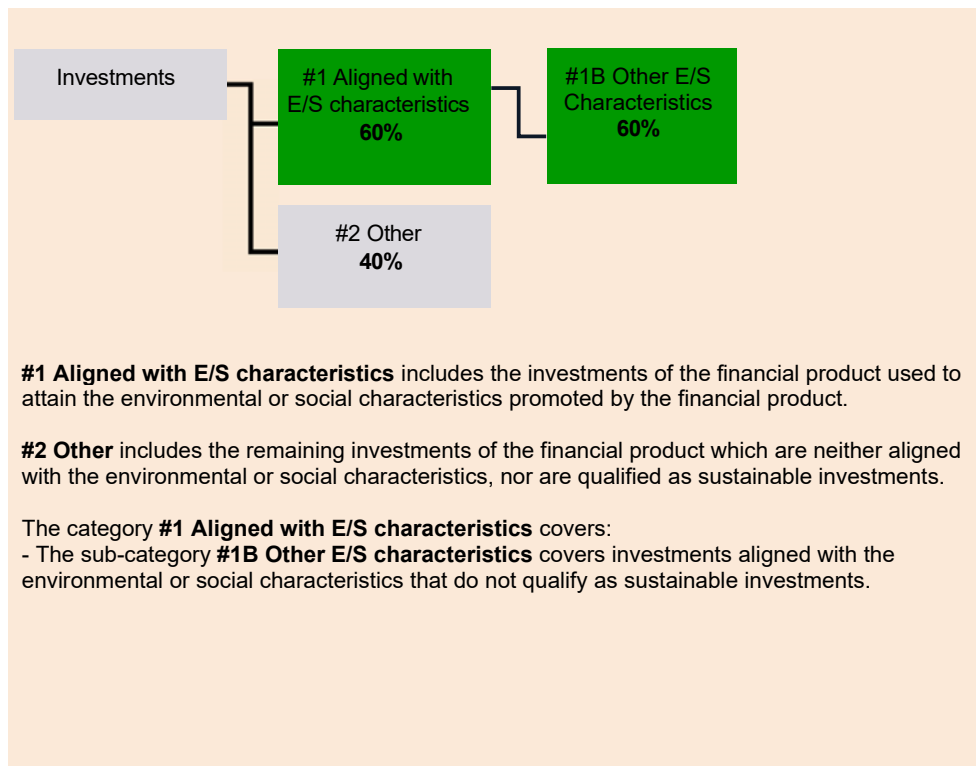 Investments
#1 Aligned with
E/S characteristics
60%
#1B Other E/S
Characteristics
60%
#2 Other
40%
#1 Aligned with E/S characteristics includes the investments of the financial product used to
attain the environmental or social characteristics promoted by the financial product.
#2 Other includes the remaining investments of the financial product which are neither aligned
with the environmental or social characteristics, nor are qualified as sustainable investments.
The category #1 Aligned with E/S characteristics covers:
- The sub-category #1B Other E/S characteristics covers investments aligned with the
environmental or social characteristics that do not qualify as sustainable investments.